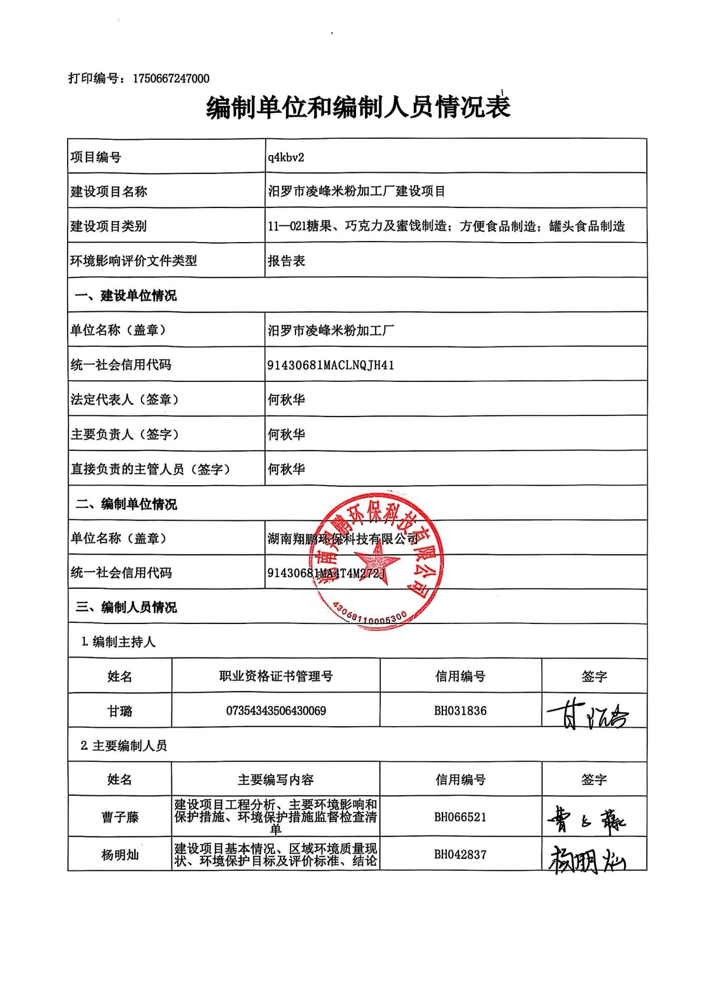 打印编号：1750667247000
编制单位和编制人员情况表
项目编号 q4kbv2
建设项目名称 汨罗市凌峰米粉加工厂建设项目
建设项目类别 11—021糖果、巧克力及蜜饯制造；方便食品制造；罐头食品制造
环境影响评价文件类型 报告表
一、建设单位情况
单位名称（盖章） 汨罗市凌峰米粉加工厂
统一社会信用代码 91430681MACLNQJH41
法定代表人（签章） 何秋华
主要负责人（签字） 何秋华
直接负责的主管人员（签字） 何秋华
二、编制单位情况
单位名称（盖章） 湖南翔鹏环保科技有限公司
统一社会信用代码 91430681MA4T4M272J
湖南翔鹏环保科技有限公司
43068110005300
三、编制人员情况
1. 编制主持人
姓名 职业资格证书管理号 信用编号 签字
甘璐 07354343506430069 BH031836 甘璐
2. 主要编制人员
姓名 主要编写内容 信用编号 签字
建设项目工程分析、主要环境影响和
曹子藤 保护措施、环境保护措施监督检查清 BH066521 曹子藤
单
建设项目基本情况、区域环境质量现
杨明灿 状、环境保护目标及评价标准、结论 BH042837 杨明灿